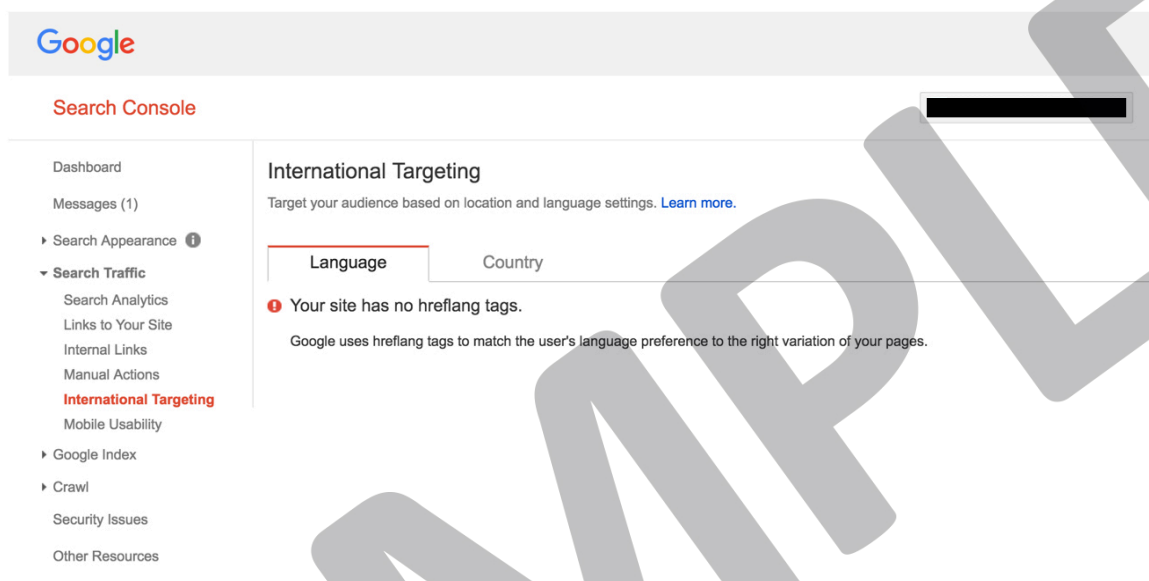 Google
Search Console
Dashboard
Messages (1)
Search Appearance
Search Traffic
Search Analytics
Links to Your Site
Internal Links
Manual Actions
International Targeting
Mobile Usability
Google Index
Crawl
Security Issues
Other Resources
International Targeting
Target your audience based on location and language settings. Learn more.
Language Country
Your site has no hreflang tags.
Google uses hreflang tags to match the user's language preference to the right variation of your pages.
MPL